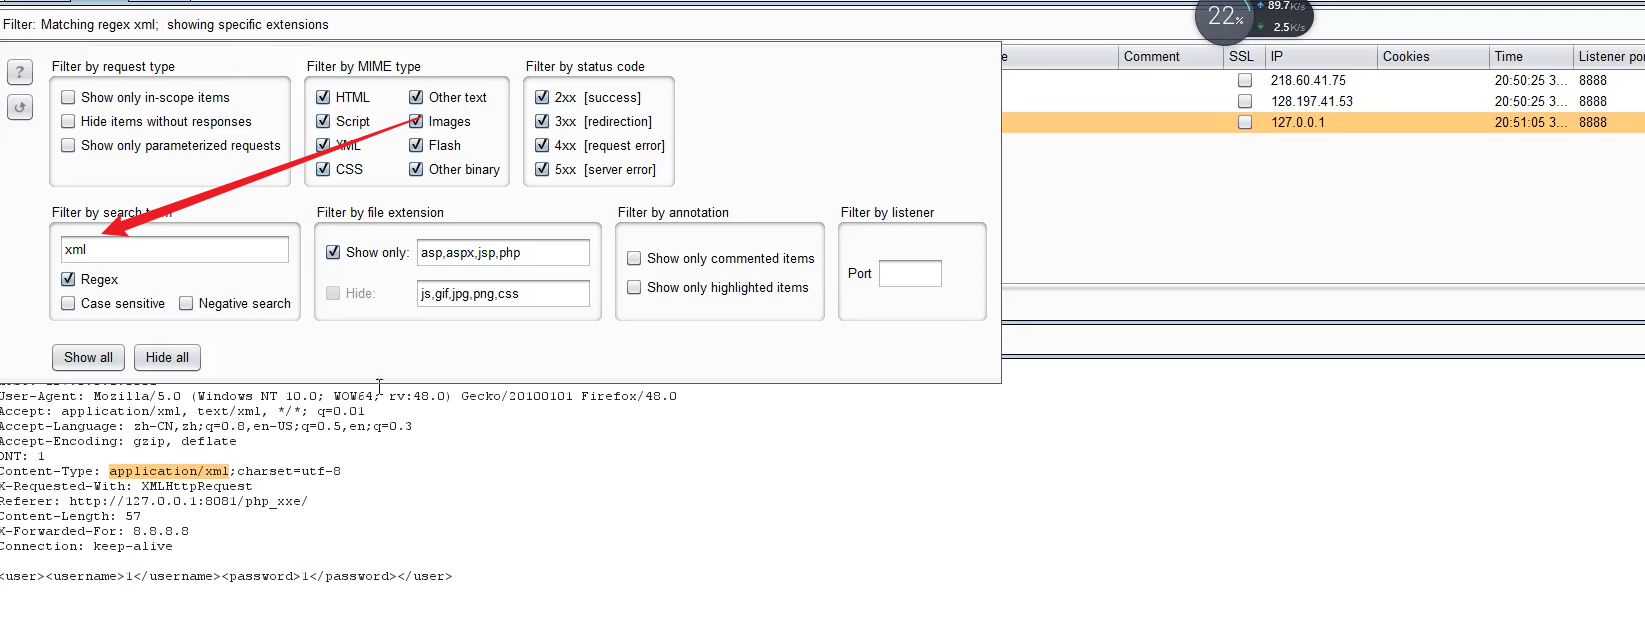 Filter: Matching regex xml;  showing specific extensions
22%
89.7K/s
2.5K/s
Comment
SSL
IP
Cookies
Time
Listener por
218.60.41.75
20:50:25 3...
8888
128.197.41.53
20:50:25 3...
8888
127.0.0.1
20:51:05 3...
8888
?
Filter by request type
Show only in-scope items
Hide items without responses
Show only parameterized requests
Filter by MIME type
HTML
Other text
Script
Images
XML
Flash
CSS
Other binary
Filter by status code
2xx  [success]
3xx  [redirection]
4xx  [request error]
5xx  [server error]
Filter by search term
xml
Regex
Case sensitive
Negative search
Filter by file extension
Show only:
asp,aspx,jsp,php
Hide:
js,gif,jpg,png,css
Filter by annotation
Show only commented items
Show only highlighted items
Filter by listener
Port
Show all
Hide all
User-Agent: Mozilla/5.0 (Windows NT 10.0; WOW64; rv:48.0) Gecko/20100101 Firefox/48.0
Accept: application/xml, text/xml, */*; q=0.01
Accept-Language: zh-CN,zh;q=0.8,en-US;q=0.5,en;q=0.3
Accept-Encoding: gzip, deflate
DNT: 1
Content-Type: application/xml;charset=utf-8
X-Requested-With: XMLHttpRequest
Referer: http://127.0.0.1:8081/php_xxe/
Content-Length: 57
X-Forwarded-For: 8.8.8.8
Connection: keep-alive
<user><username>1</username><password>1</password></user>